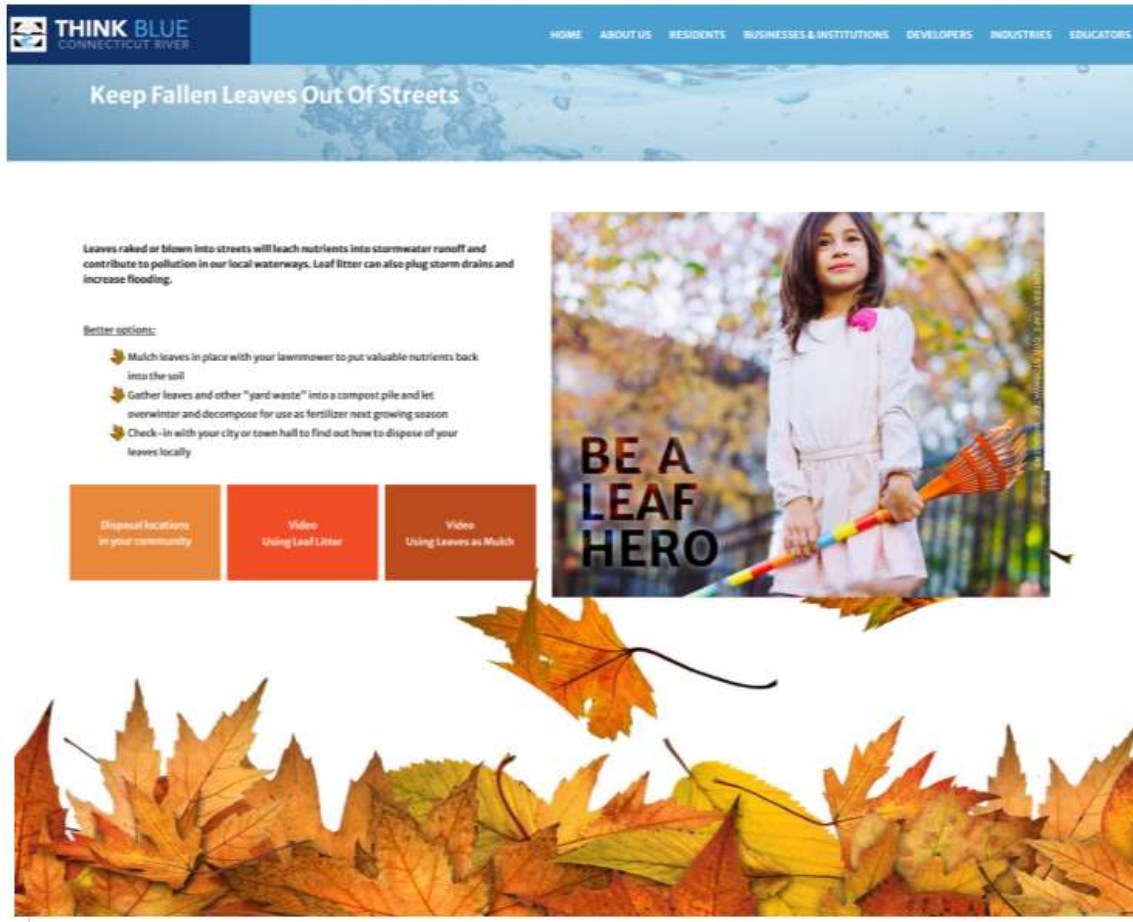 THINK BLUE
CONNECTICUT RIVER
HOME ABOUT US RESIDENTS BUSINESSES & INSTITUTIONS DEVELOPERS INDUSTRIES EDUCATORS
Keep Fallen Leaves Out Of Streets
Leaves raked or blown into streets will leach nutrients into stormwater runoff and
contribute to pollution in our local waterways. Leaf litter can also plug storm drains and
increase flooding.
Better options:
Mulch leaves in place with your lawnmower to put valuable nutrients back
into the soil
Gather leaves and other "yard waste" into a compost pile and let
overwinter and decompose for use as fertilizer next growing season
Check-in with your city or town hall to find out how to dispose of your
leaves locally
Disposal locations
in your community
Video
Using Leaf Litter
Video
Using Leaves as Mulch
BE A
LEAF
HERO